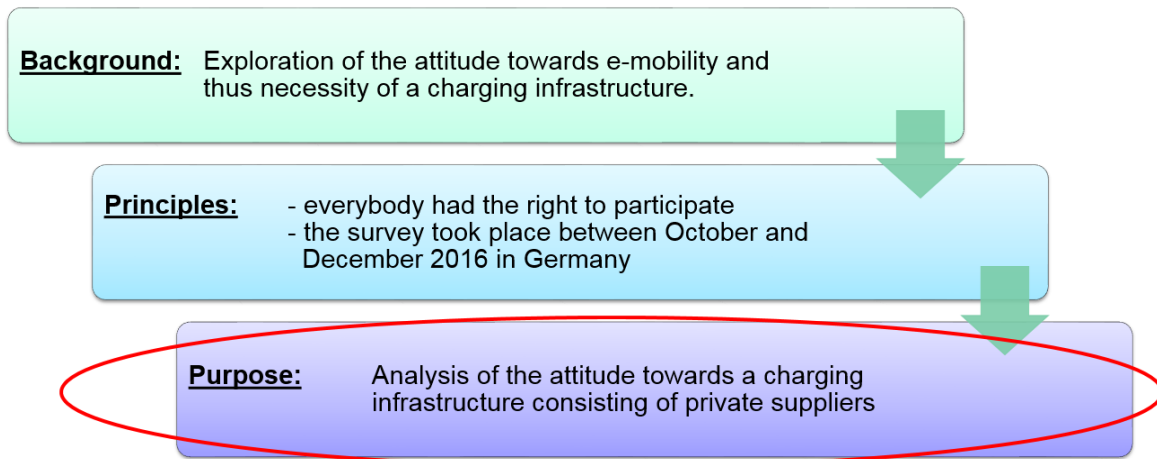 Background: Exploration of the attitude towards e-mobility and
thus necessity of a charging infrastructure.
Principles: - everybody had the right to participate
- the survey took place between October and
December 2016 in Germany
Purpose: Analysis of the attitude towards a charging
infrastructure consisting of private suppliers